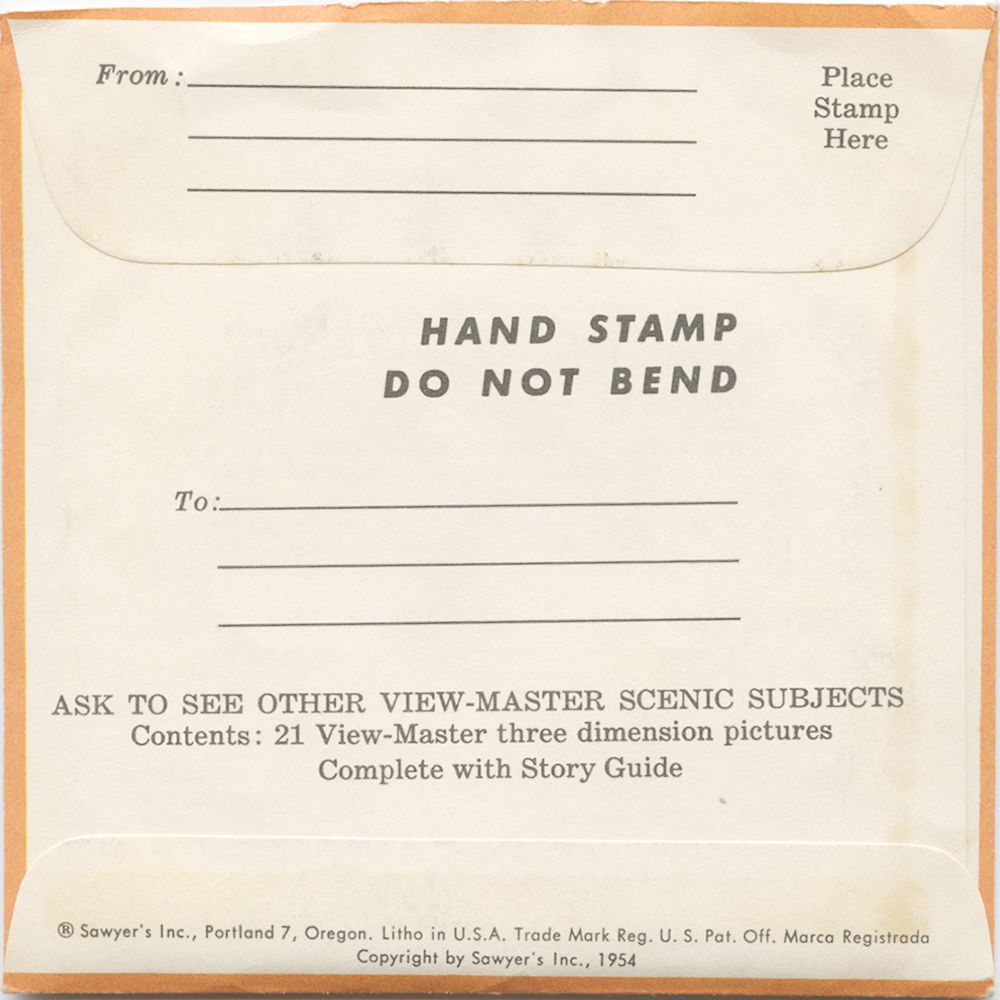 From :
Place
Stamp
Here
HAND STAMP
DO NOT BEND
To :
ASK TO SEE OTHER VIEW-MASTER SCENIC SUBJECTS
Contents: 21 View-Master three dimension pictures
Complete with Story Guide
® Sawyer's Inc., Portland 7, Oregon. Litho in U.S.A. Trade Mark Reg. U. S. Pat. Off. Marca Registrada
Copyright by Sawyer's Inc., 1954